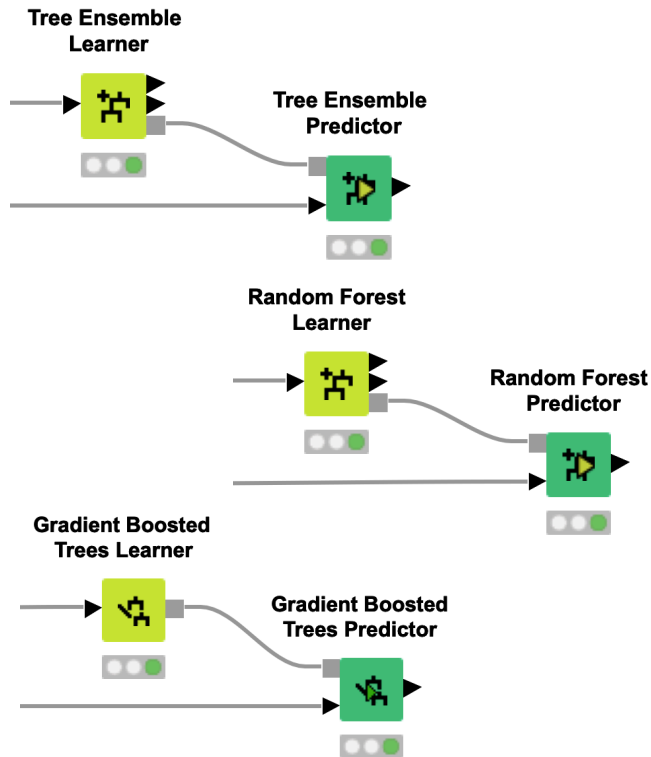 Tree Ensemble
Learner
Tree Ensemble
Predictor
Random Forest
Learner
Random Forest
Predictor
Gradient Boosted
Trees Learner
Gradient Boosted
Trees Predictor